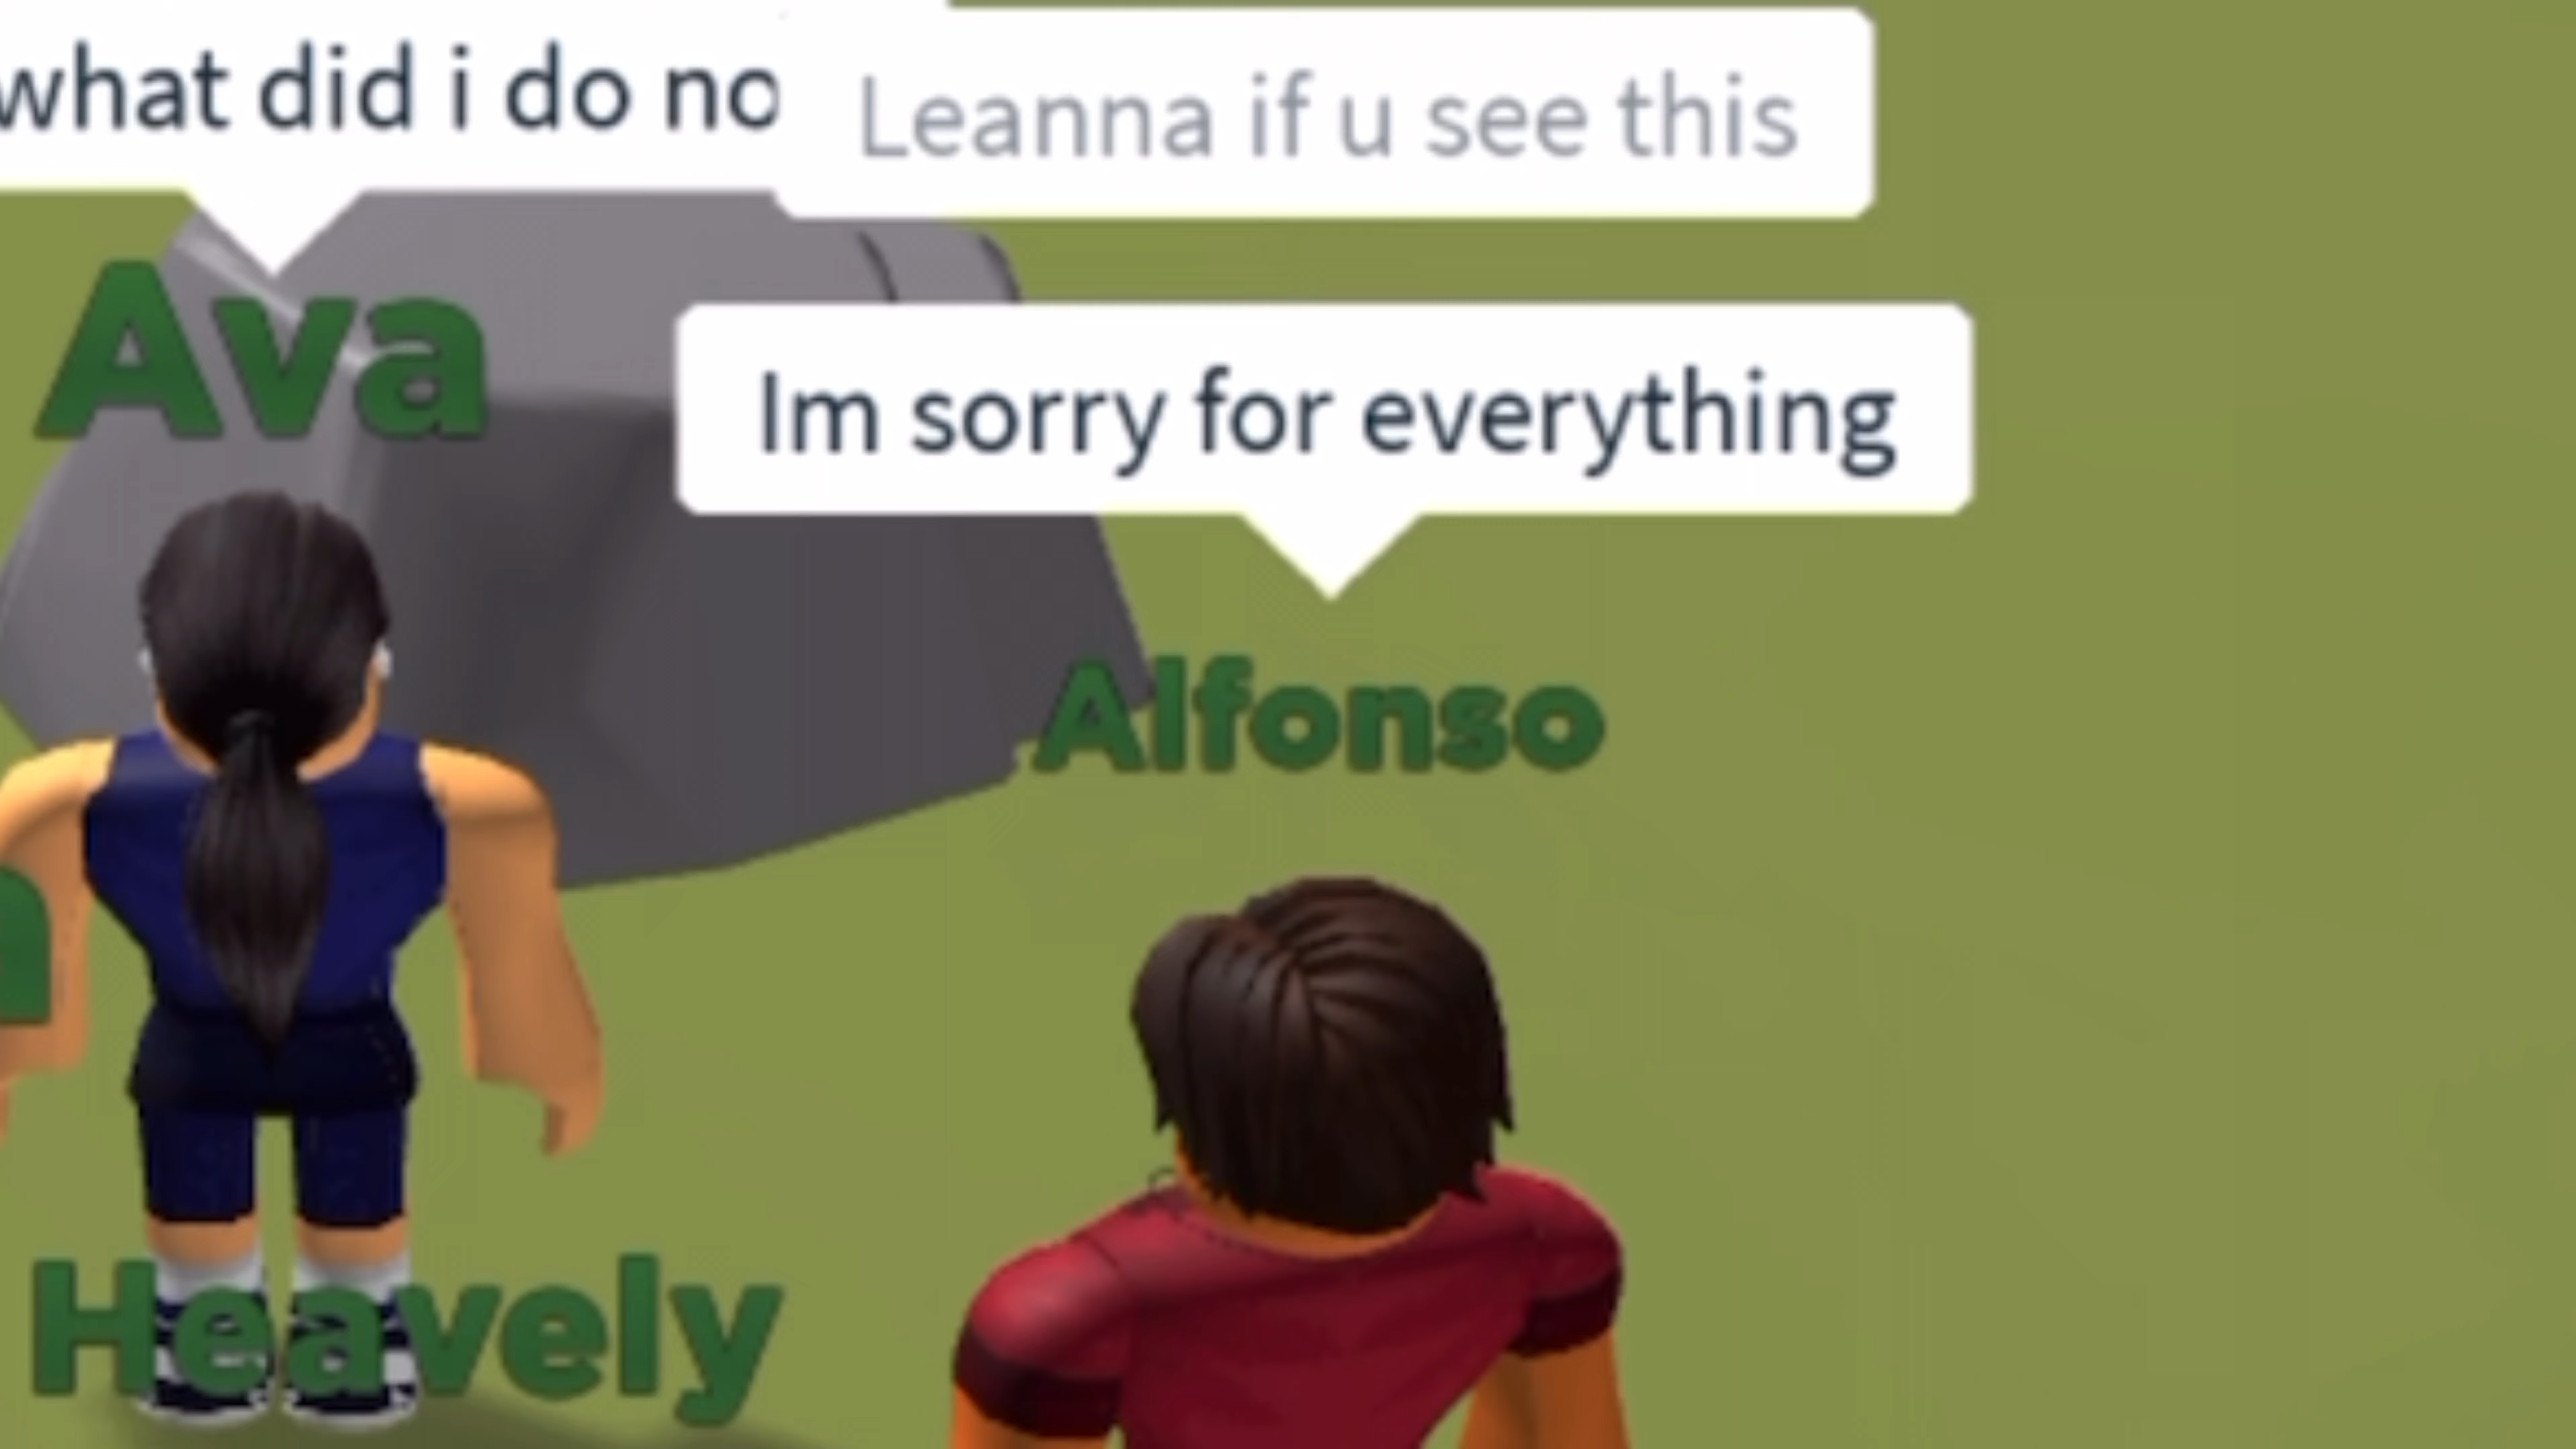 what did i do no
Leanna if u see this
Ava
Im sorry for everything
Alfonso
Heavely